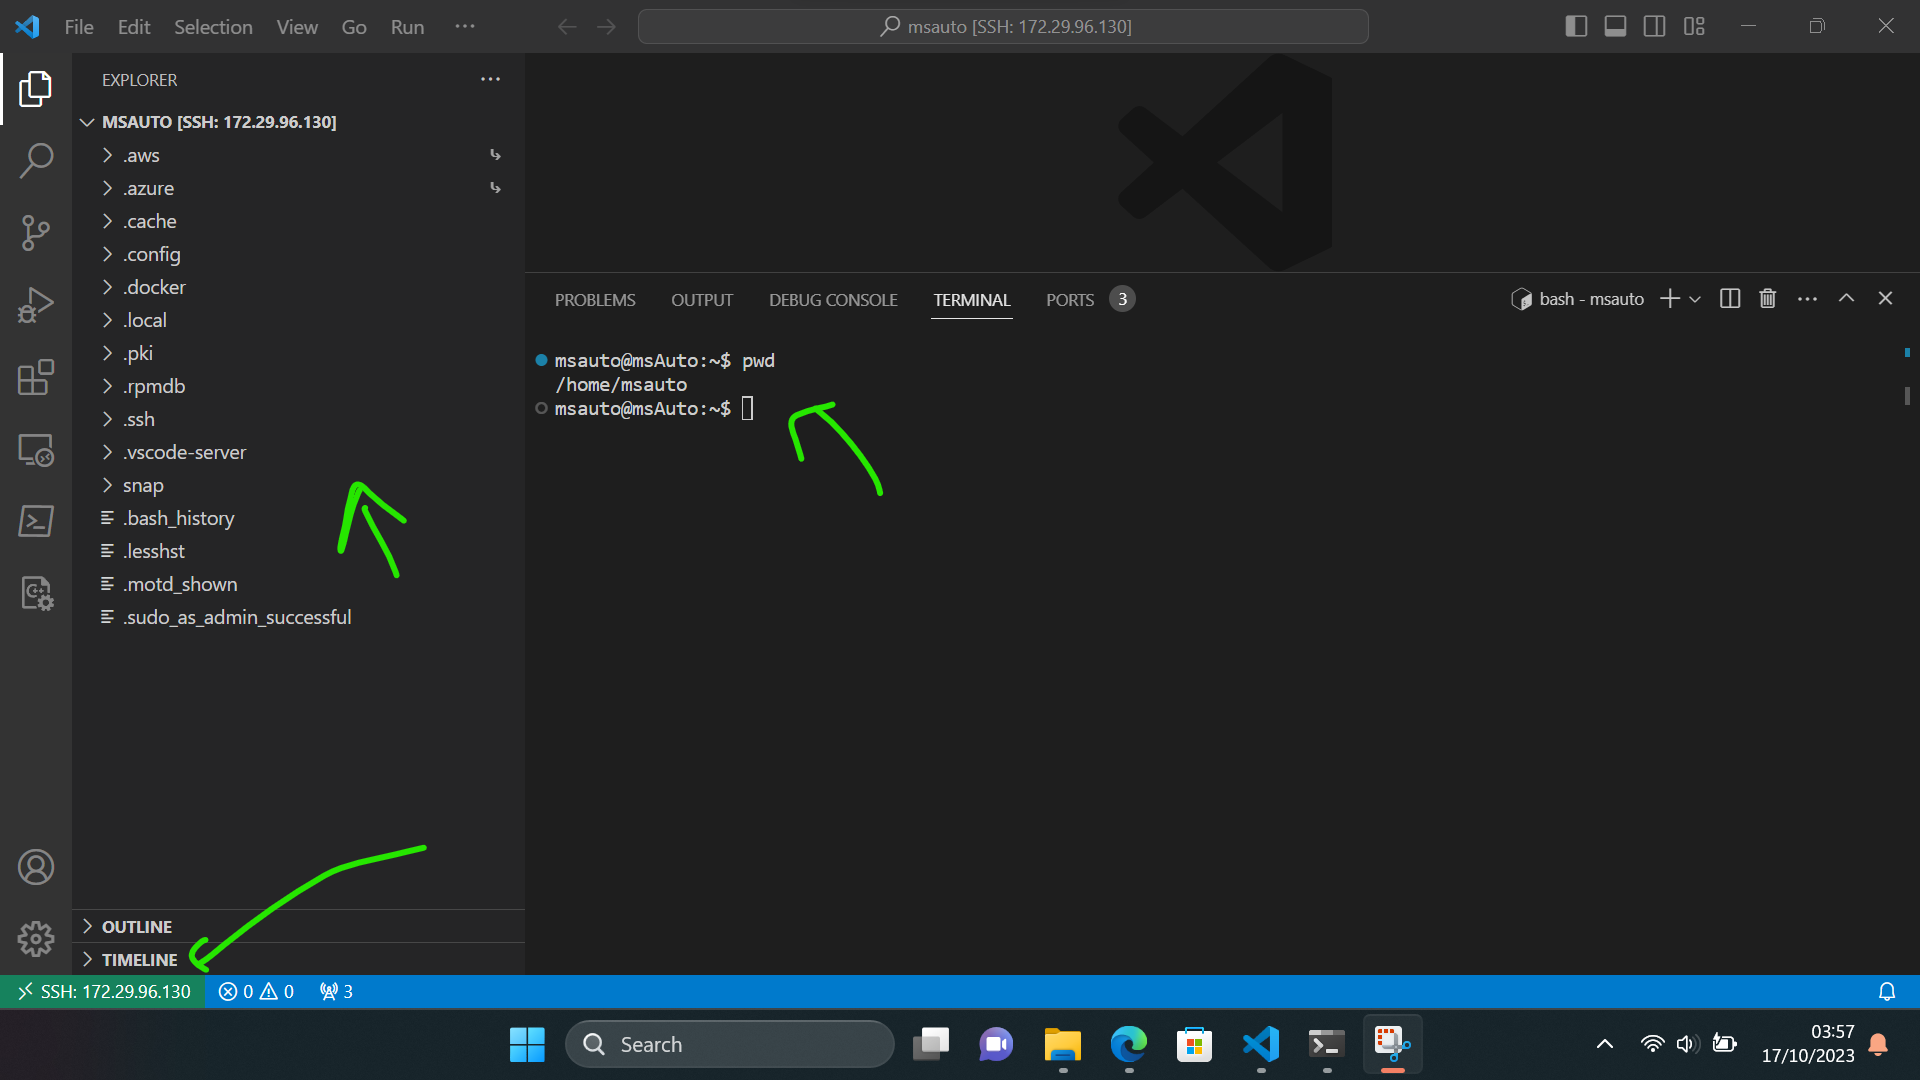 File Edit Selection View Go Run ···
msauto [SSH: 172.29.96.130]
EXPLORER
MSAUTO [SSH: 172.29.96.130]
.aws
.azure
.cache
.config
.docker
.local
.pki
.rpmdb
.ssh
.vscode-server
snap
.bash_history
.lesshst
.motd_shown
.sudo_as_admin_successful
OUTLINE
TIMELINE
PROBLEMS OUTPUT DEBUG CONSOLE TERMINAL PORTS 3
bash - msauto
msauto@msAuto:~$ pwd
/home/msauto
msauto@msAuto:~$
SSH: 172.29.96.130 0 0 3
Search
03:57
17/10/2023